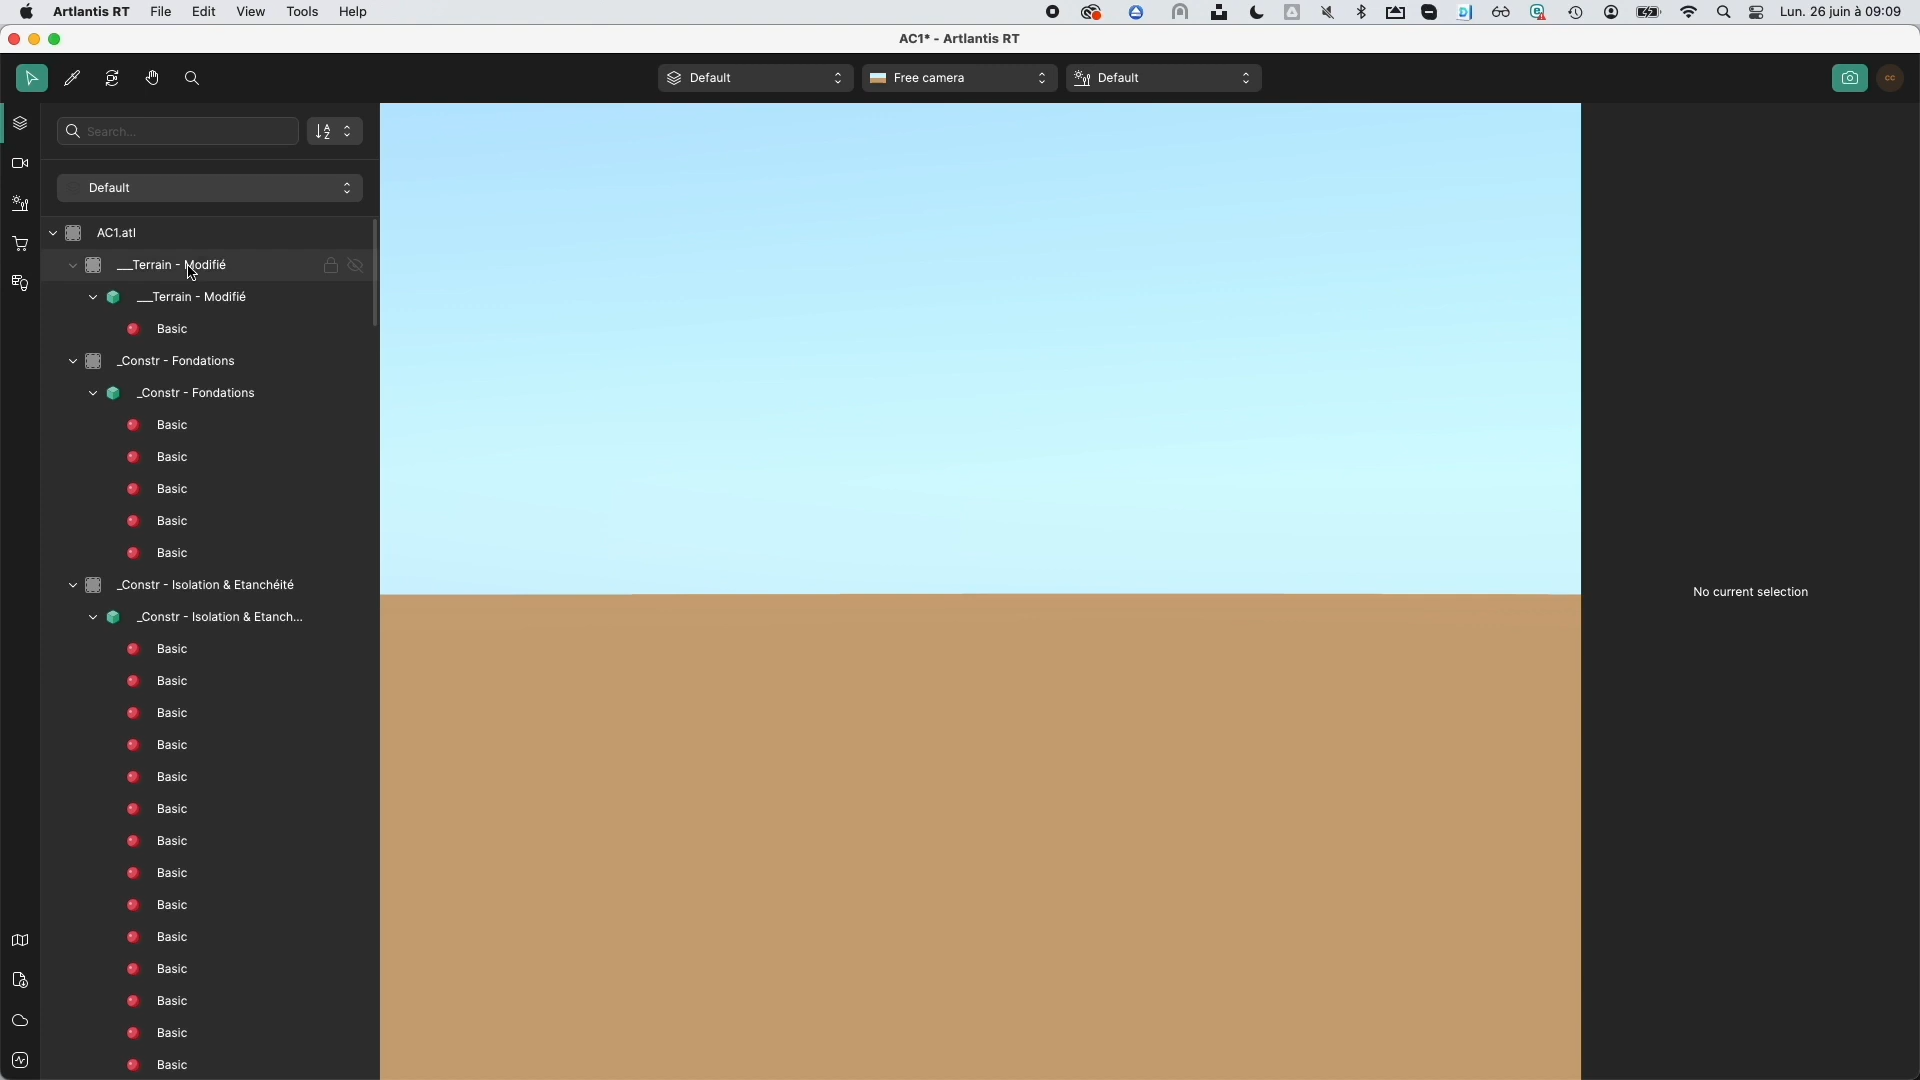 Artlantis RT File Edit View Tools Help Lun. 26 juin à 09:09
AC1* - Artlantis RT
Default Free camera Default cc
Search...
Default
AC1.atl
__Terrain - Modifié
__Terrain - Modifié
Basic
_Constr - Fondations
_Constr - Fondations
Basic
Basic
Basic
Basic
Basic
_Constr - Isolation & Etanchéité
_Constr - Isolation & Etanch...
Basic
Basic
Basic
Basic
Basic
Basic
Basic
Basic
Basic
Basic
Basic
Basic
Basic
Basic
No current selection